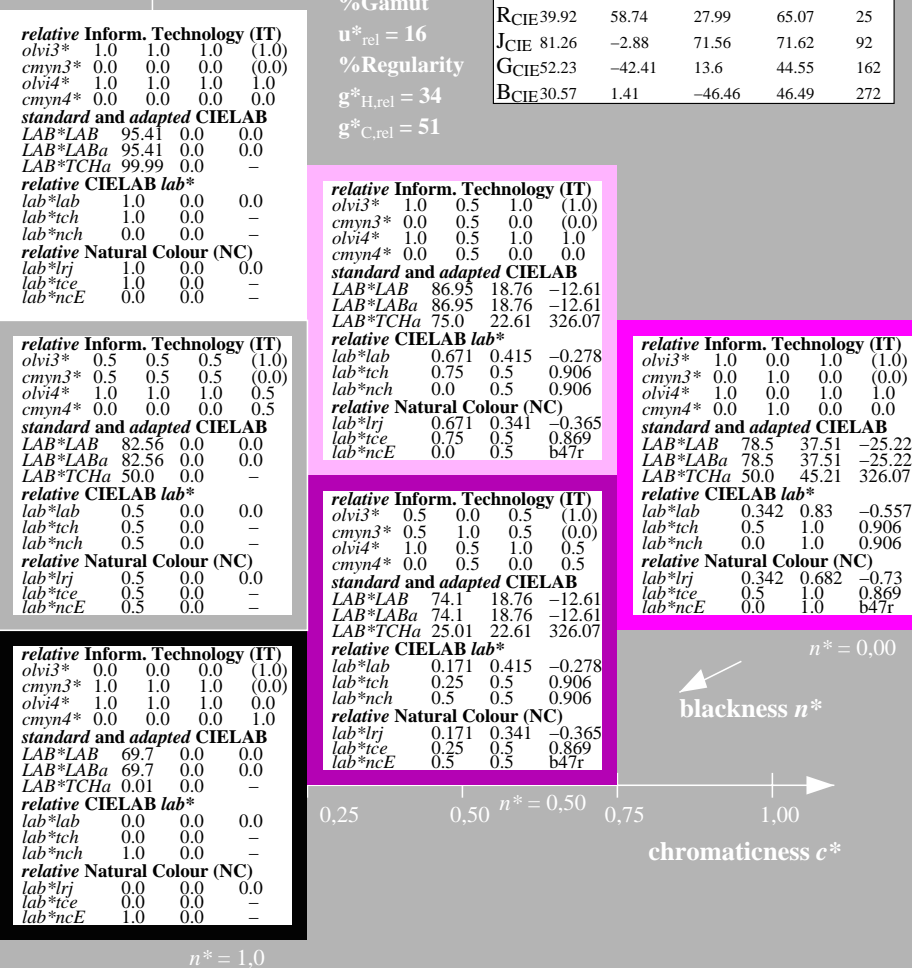 %Gamut
u*rel = 16
%Regularity
g*H,rel = 34
g*C,rel = 51
RCIE 39.92 58.74 27.99 65.07 25
JCIE 81.26 −2.88 71.56 71.62 92
GCIE 52.23 −42.41 13.6 44.55 162
BCIE 30.57 1.41 −46.46 46.49 272
relative Inform. Technology (IT)
olvi3* 1.0 1.0 1.0 (1.0)
cmyn3* 0.0 0.0 0.0 (0.0)
olvi4* 1.0 1.0 1.0 1.0
cmyn4* 0.0 0.0 0.0 0.0
standard and adapted CIELAB
LAB*LAB 95.41 0.0 0.0
LAB*LABa 95.41 0.0 0.0
LAB*TCHa 99.99 0.0 –
relative CIELAB lab*
lab*lab 1.0 0.0 0.0
lab*tch 1.0 0.0 –
lab*nch 0.0 0.0 –
relative Natural Colour (NC)
lab*lrj 1.0 0.0 0.0
lab*tce 1.0 0.0 –
lab*ncE 0.0 0.0 –
relative Inform. Technology (IT)
olvi3* 1.0 0.5 1.0 (1.0)
cmyn3* 0.0 0.5 0.0 (0.0)
olvi4* 1.0 0.5 1.0 1.0
cmyn4* 0.0 0.5 0.0 0.0
standard and adapted CIELAB
LAB*LAB 86.95 18.76 −12.61
LAB*LABa 86.95 18.76 −12.61
LAB*TCHa 75.0 22.61 326.07
relative CIELAB lab*
lab*lab 0.671 0.415 −0.278
lab*tch 0.75 0.5 0.906
lab*nch 0.0 0.5 0.906
relative Natural Colour (NC)
lab*lrj 0.671 0.341 −0.365
lab*tce 0.75 0.5 0.869
lab*ncE 0.0 0.5 b47r
relative Inform. Technology (IT)
olvi3* 0.5 0.5 0.5 (1.0)
cmyn3* 0.5 0.5 0.5 (0.0)
olvi4* 1.0 1.0 1.0 0.5
cmyn4* 0.0 0.0 0.0 0.5
standard and adapted CIELAB
LAB*LAB 82.56 0.0 0.0
LAB*LABa 82.56 0.0 0.0
LAB*TCHa 50.0 0.0 –
relative CIELAB lab*
lab*lab 0.5 0.0 0.0
lab*tch 0.5 0.0 –
lab*nch 0.5 0.0 –
relative Natural Colour (NC)
lab*lrj 0.5 0.0 0.0
lab*tce 0.5 0.0 –
lab*ncE 0.5 0.0 –
relative Inform. Technology (IT)
olvi3* 1.0 0.0 1.0 (1.0)
cmyn3* 0.0 1.0 0.0 (0.0)
olvi4* 1.0 0.0 1.0 1.0
cmyn4* 0.0 1.0 0.0 0.0
standard and adapted CIELAB
LAB*LAB 78.5 37.51 −25.22
LAB*LABa 78.5 37.51 −25.22
LAB*TCHa 50.0 45.21 326.07
relative CIELAB lab*
lab*lab 0.342 0.83 −0.557
lab*tch 0.5 1.0 0.906
lab*nch 0.0 1.0 0.906
relative Natural Colour (NC)
lab*lrj 0.342 0.682 −0.73
lab*tce 0.5 1.0 0.869
lab*ncE 0.0 1.0 b47r
relative Inform. Technology (IT)
olvi3* 0.5 0.0 0.5 (1.0)
cmyn3* 0.5 1.0 0.5 (0.0)
olvi4* 1.0 0.5 1.0 0.5
cmyn4* 0.0 0.5 0.0 0.5
standard and adapted CIELAB
LAB*LAB 74.1 18.76 −12.61
LAB*LABa 74.1 18.76 −12.61
LAB*TCHa 25.01 22.61 326.07
relative CIELAB lab*
lab*lab 0.171 0.415 −0.278
lab*tch 0.25 0.5 0.906
lab*nch 0.5 0.5 0.906
relative Natural Colour (NC)
lab*lrj 0.171 0.341 −0.365
lab*tce 0.25 0.5 0.869
lab*ncE 0.5 0.5 b47r
relative Inform. Technology (IT)
olvi3* 0.0 0.0 0.0 (1.0)
cmyn3* 1.0 1.0 1.0 (0.0)
olvi4* 1.0 1.0 1.0 0.0
cmyn4* 0.0 0.0 0.0 1.0
standard and adapted CIELAB
LAB*LAB 69.7 0.0 0.0
LAB*LABa 69.7 0.0 0.0
LAB*TCHa 0.01 0.0 –
relative CIELAB lab*
lab*lab 0.0 0.0 0.0
lab*tch 0.0 0.0 –
lab*nch 1.0 0.0 –
relative Natural Colour (NC)
lab*lrj 0.0 0.0 0.0
lab*tce 0.0 0.0 –
lab*ncE 1.0 0.0 –
n* = 0,00
blackness n*
n* = 0,50
0,25 0,50 0,75 1,00
chromaticness c*
n* = 1,0